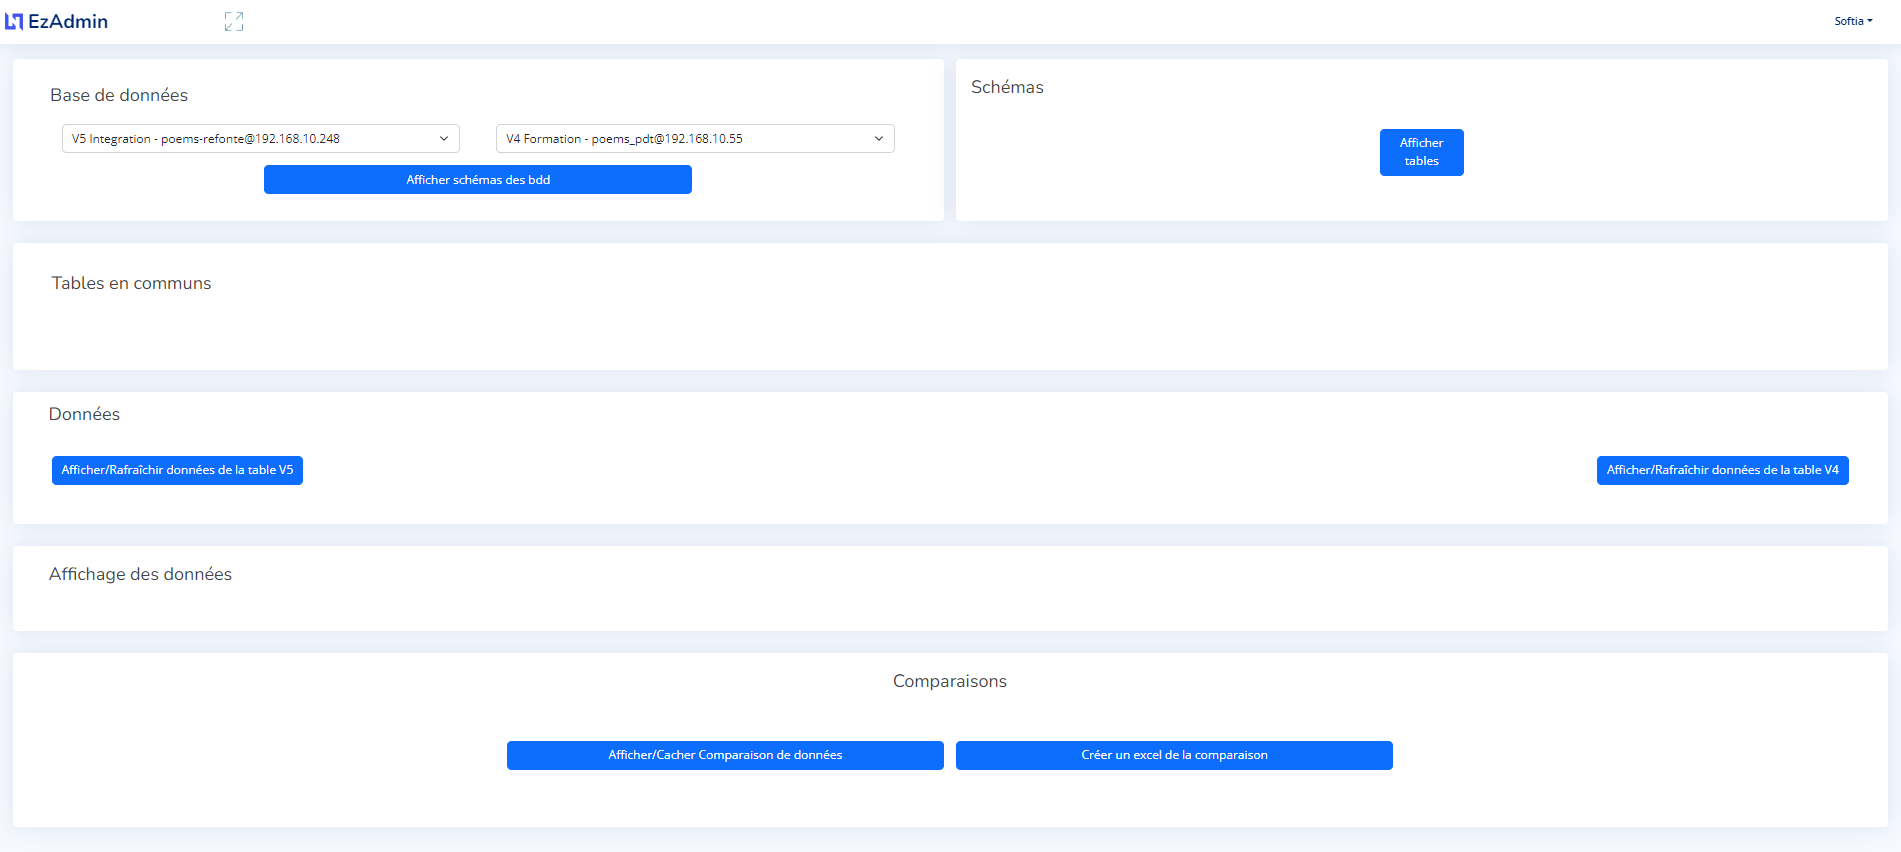 EzAdmin
Softia
Base de données
V5 Integration - poems-refonte@192.168.10.248
V4 Formation - poems_pdt@192.168.10.55
Afficher schémas des bdd
Schémas
Afficher
tables
Tables en communs
Données
Afficher/Rafraîchir données de la table V5
Afficher/Rafraîchir données de la table V4
Affichage des données
Comparaisons
Afficher/Cacher Comparaison de données
Créer un excel de la comparaison